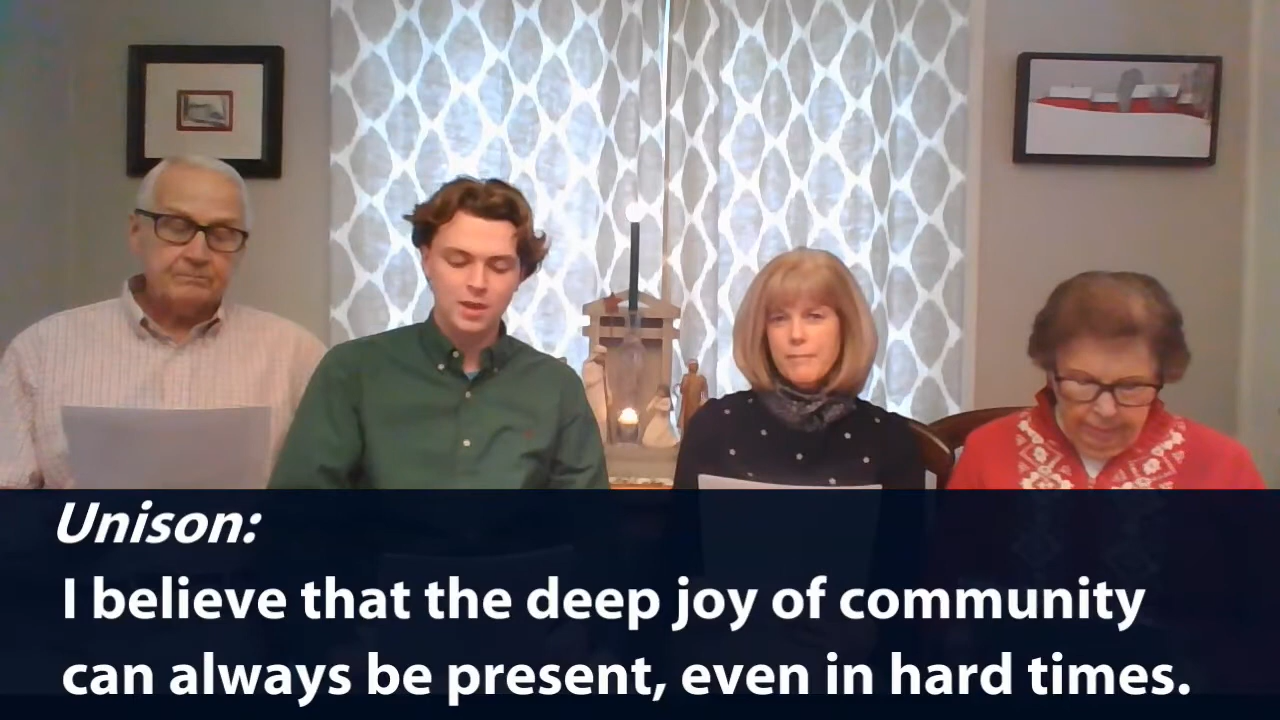 Unison:
I believe that the deep joy of community
can always be present, even in hard times.